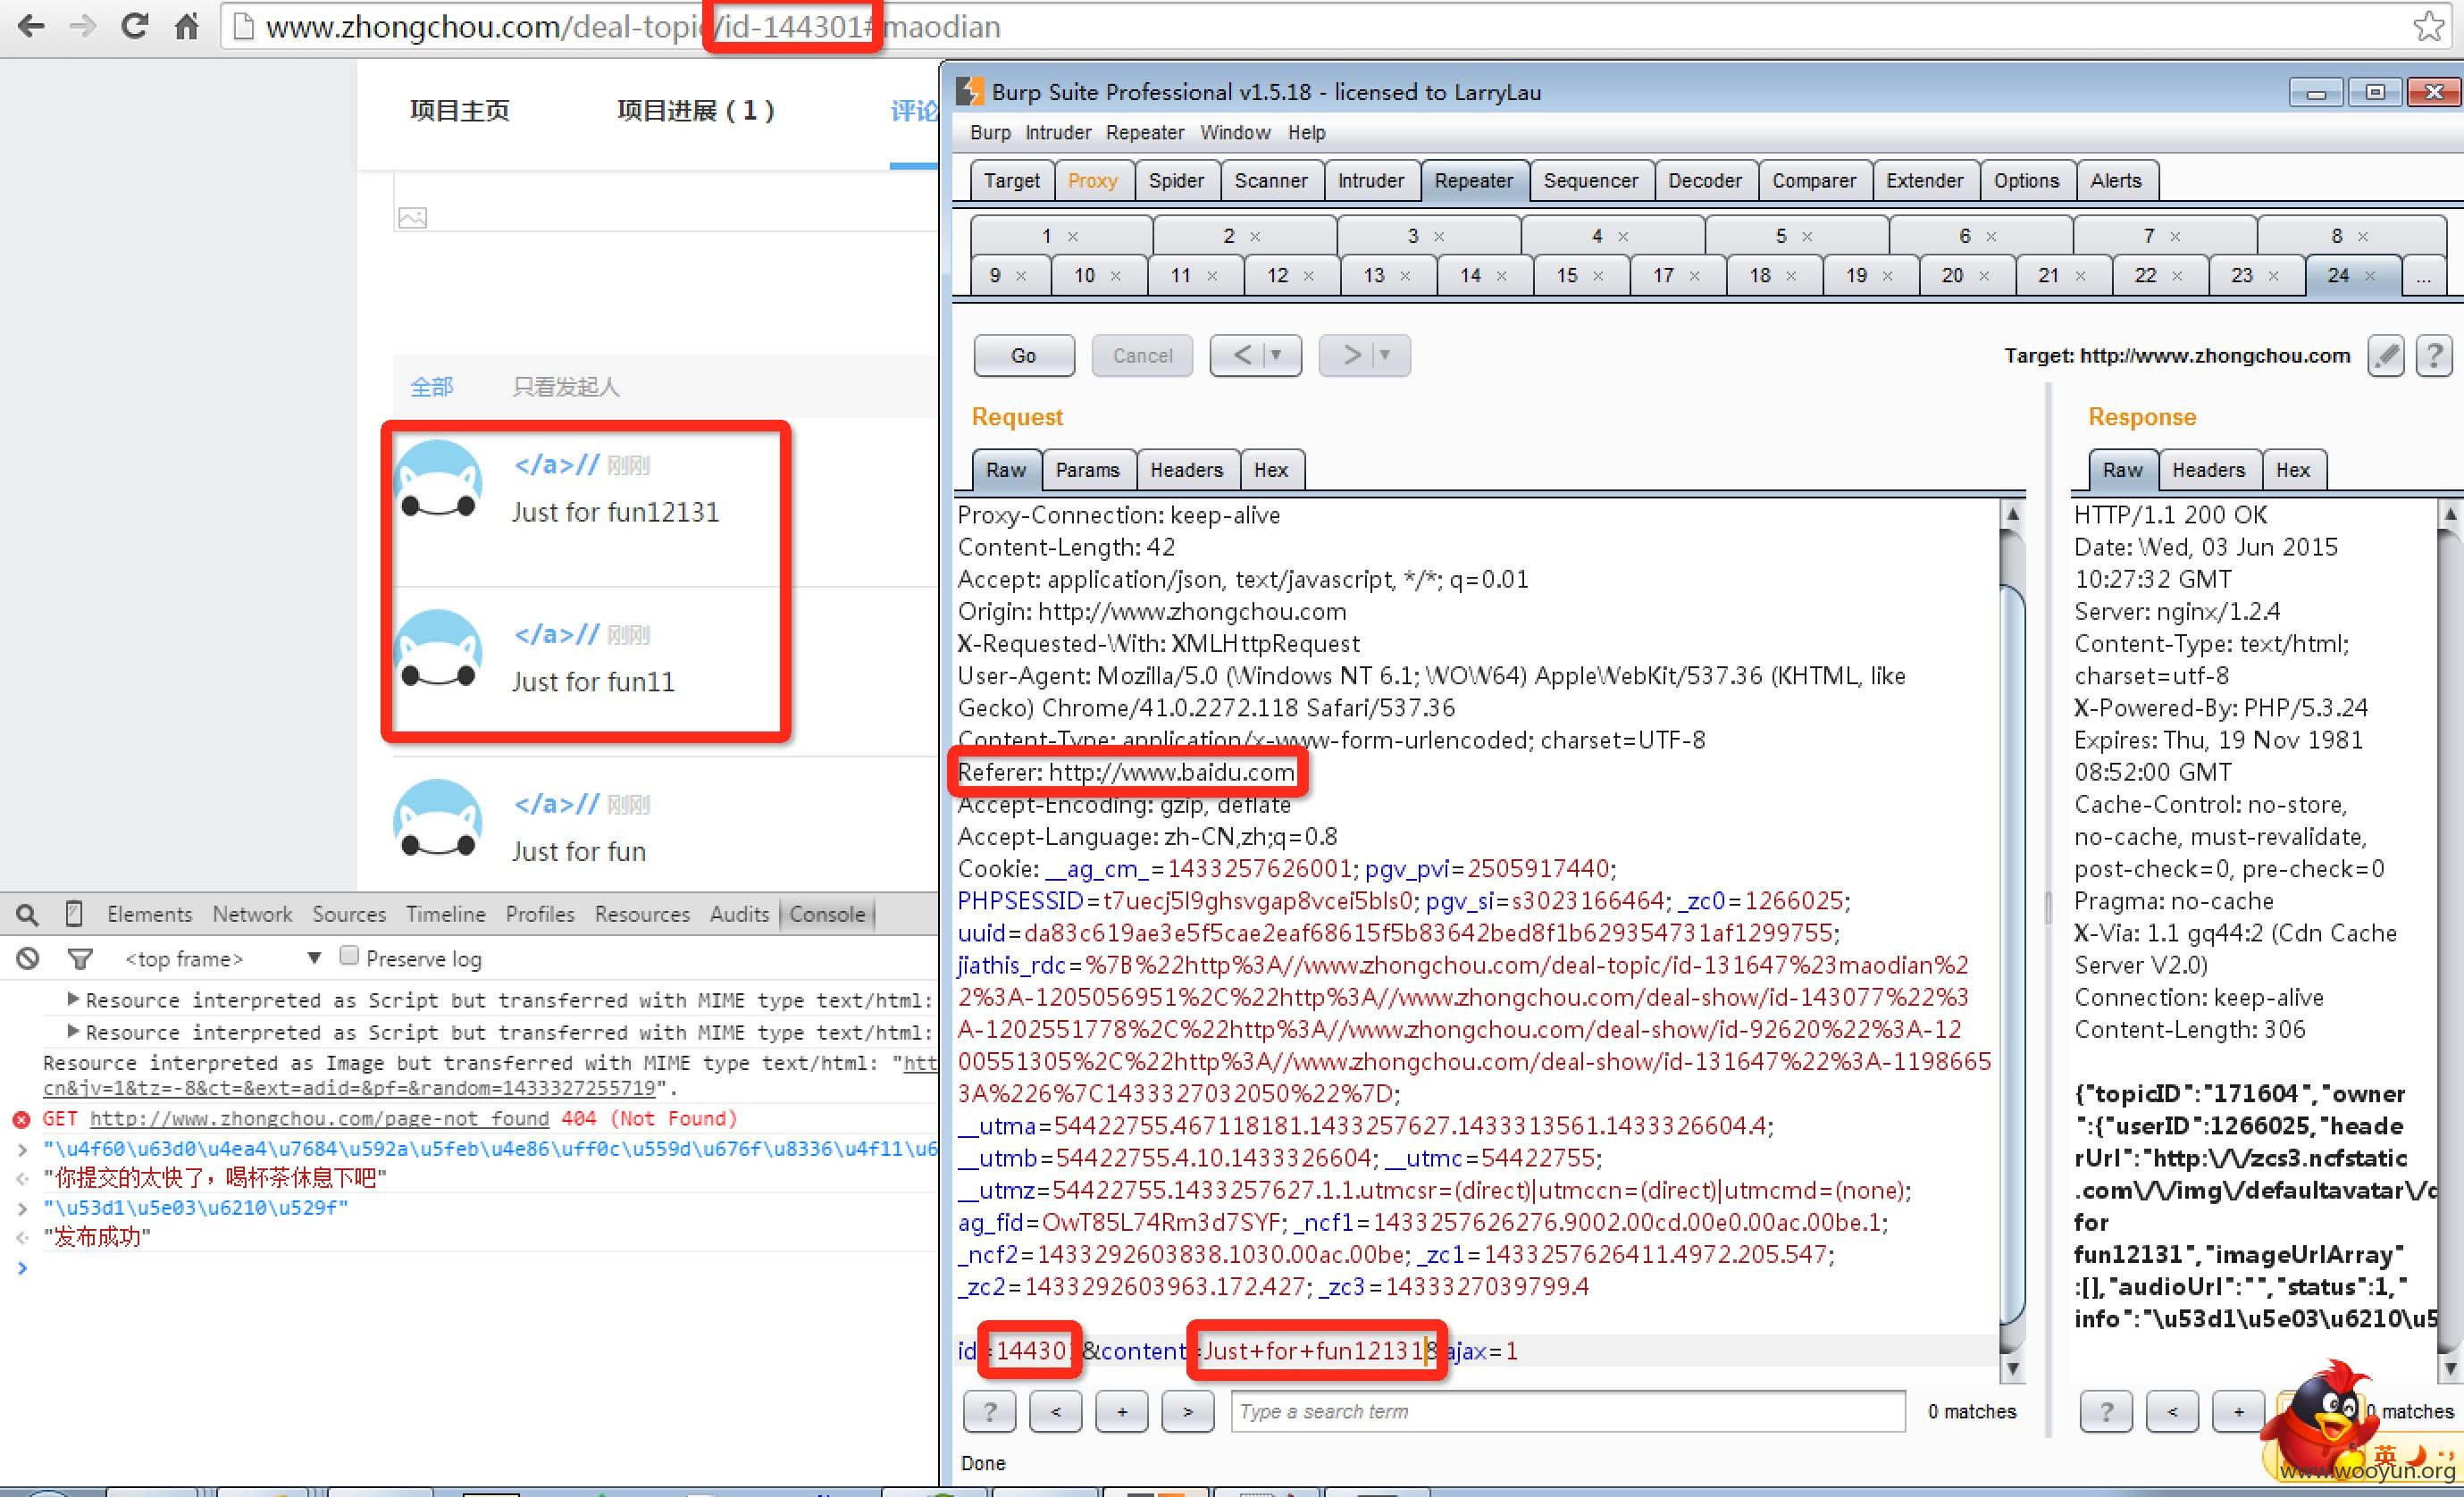 www.zhongchou.com/deal-topic/id-144301#maodian
项目主页 项目进展（1） 评论
全部 只看发起人
</a>// 刚刚
Just for fun12131
</a>// 刚刚
Just for fun11
</a>// 刚刚
Just for fun
Elements Network Sources Timeline Profiles Resources Audits Console
<top frame> ▼ Preserve log
Resource interpreted as Script but transferred with MIME type text/html:
Resource interpreted as Script but transferred with MIME type text/html:
Resource interpreted as Image but transferred with MIME type text/html: "htt
cn&jv=1&tz=-8&ct=&ext=adid=&pf=&random=1433327255719".
GET http://www.zhongchou.com/page-not found 404 (Not Found)
> "\u4f60\u63d0\u4ea4\u7684\u592a\u5feb\u4e86\uff0c\u559d\u676f\u8336\u4f11\u6
"你提交的太快了，喝杯茶休息下吧"
> "\u53d1\u5e03\u6210\u529f"
"发布成功"
>
Burp Suite Professional v1.5.18 - licensed to LarryLau
Burp Intruder Repeater Window Help
Target Proxy Spider Scanner Intruder Repeater Sequencer Decoder Comparer Extender Options Alerts
1 × 2 × 3 × 4 × 5 × 6 × 7 × 8 ×
9 × 10 × 11 × 12 × 13 × 14 × 15 × 17 × 18 × 19 × 20 × 21 × 22 × 23 × 24 × ...
Go Cancel < ▼ > ▼ Target: http://www.zhongchou.com ?
Request
Raw Params Headers Hex
Proxy-Connection: keep-alive
Content-Length: 42
Accept: application/json, text/javascript, */*; q=0.01
Origin: http://www.zhongchou.com
X-Requested-With: XMLHttpRequest
User-Agent: Mozilla/5.0 (Windows NT 6.1; WOW64) AppleWebKit/537.36 (KHTML, like
Gecko) Chrome/41.0.2272.118 Safari/537.36
Content-Type: application/x-www-form-urlencoded; charset=UTF-8
Referer: http://www.baidu.com
Accept-Encoding: gzip, deflate
Accept-Language: zh-CN,zh;q=0.8
Cookie: __ag_cm_=1433257626001; pgv_pvi=2505917440;
PHPSESSID=t7uecj5l9ghsvgap8vcei5bls0; pgv_si=s3023166464; _zc0=1266025;
uuid=da83c619ae3e5f5cae2eaf68615f5b83642bed8f1b629354731af1299755;
jiathis_rdc=%7B%22http%3A//www.zhongchou.com/deal-topic/id-131647%23maodian%2
2%3A-1205056951%2C%22http%3A//www.zhongchou.com/deal-show/id-143077%22%3
A-1202551778%2C%22http%3A//www.zhongchou.com/deal-show/id-92620%22%3A-12
00551305%2C%22http%3A//www.zhongchou.com/deal-show/id-131647%22%3A-1198665
3A%226%7C1433327032050%22%7D;
__utma=54422755.467118181.1433257627.1433313561.1433326604.4;
__utmb=54422755.4.10.1433326604; __utmc=54422755;
__utmz=54422755.1433257627.1.1.utmcsr=(direct)|utmccn=(direct)|utmcmd=(none);
ag_fid=OwT85L74Rm3d7SYF; _ncf1=1433257626276.9002.00cd.00e0.00ac.00be.1;
_ncf2=1433292603838.1030.00ac.00be; _zc1=1433257626411.4972.205.547;
_zc2=1433292603963.172.427; _zc3=1433327039799.4
id=144301&content=Just+for+fun12131&ajax=1
? < + > Type a search term 0 matches
Done
Response
Raw Headers Hex
HTTP/1.1 200 OK
Date: Wed, 03 Jun 2015
10:27:32 GMT
Server: nginx/1.2.4
Content-Type: text/html;
charset=utf-8
X-Powered-By: PHP/5.3.24
Expires: Thu, 19 Nov 1981
08:52:00 GMT
Cache-Control: no-store,
no-cache, must-revalidate,
post-check=0, pre-check=0
Pragma: no-cache
X-Via: 1.1 gq44:2 (Cdn Cache
Server V2.0)
Connection: keep-alive
Content-Length: 306
{"topicID":"171604","owner
":{"userID":1266025,"heade
rUrl":"http:\/\/zcs3.ncfstatic
.com\/\/img\/defaultavatar\/d
for
fun12131","imageUrlArray"
:[],"audioUrl":"","status":1,"
info":"\u53d1\u5e03\u6210\u5
? < + 0 matches
英
www.wooyun.org